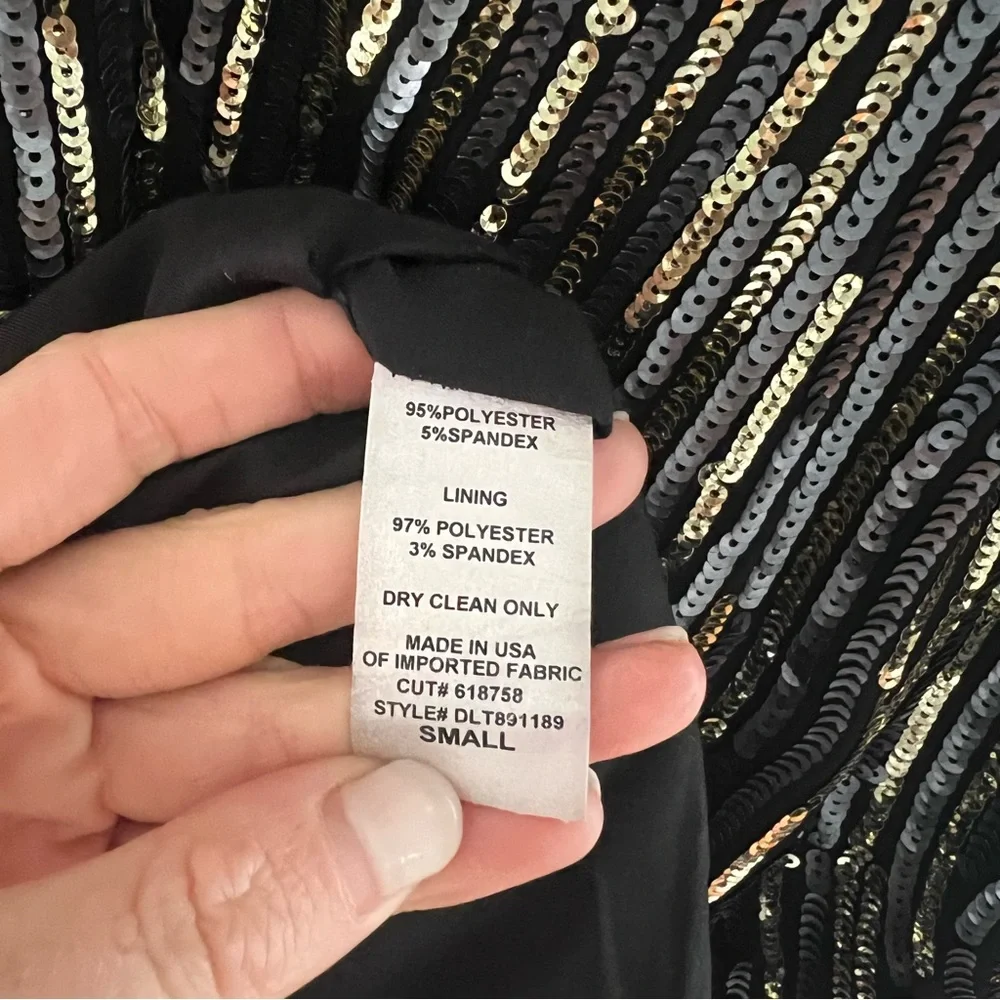 95%POLYESTER
5%SPANDEX
LINING
97% POLYESTER
3% SPANDEX
DRY CLEAN ONLY
MADE IN USA
OF IMPORTED FABRIC
CUT# 618758
STYLE# DLT891189
SMALL